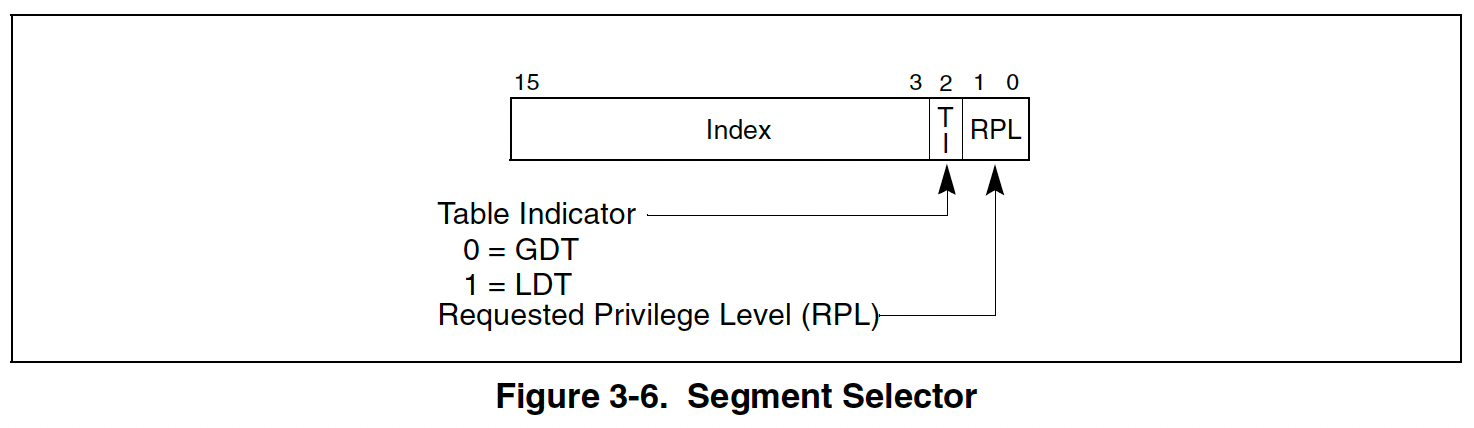 15 3 2 1 0
Index T I RPL
Table Indicator
0 = GDT
1 = LDT
Requested Privilege Level (RPL)
Figure 3-6. Segment Selector